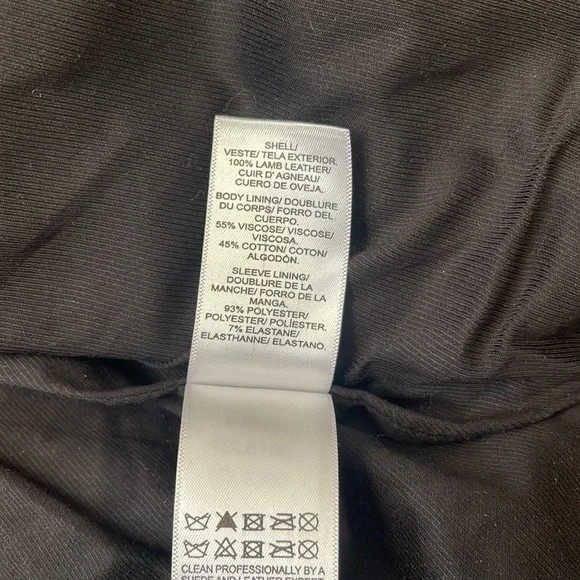 SHELL/
VESTE/ TELA EXTERIOR.
100% LAMB LEATHER/
CUIR D'AGNEAU/
CUERO DE OVEJA.
BODY LINING/ DOUBLURE
DU CORPS/ FORRO DEL
CUERPO.
55% VISCOSE/ VISCOSE/
VISCOSA.
45% COTTON/ COTON/
ALGODÓN.
SLEEVE LINING/
DOUBLURE DE LA
MANCHE/ FORRO DE LA
MANGA.
93% POLYESTER/
POLYESTER/ POLÍESTER.
7% ELASTANE/
ELASTHANNE/ ELASTANO.
CLEAN PROFESSIONALLY BY A
SUEDE AND LEATHER EXPERT